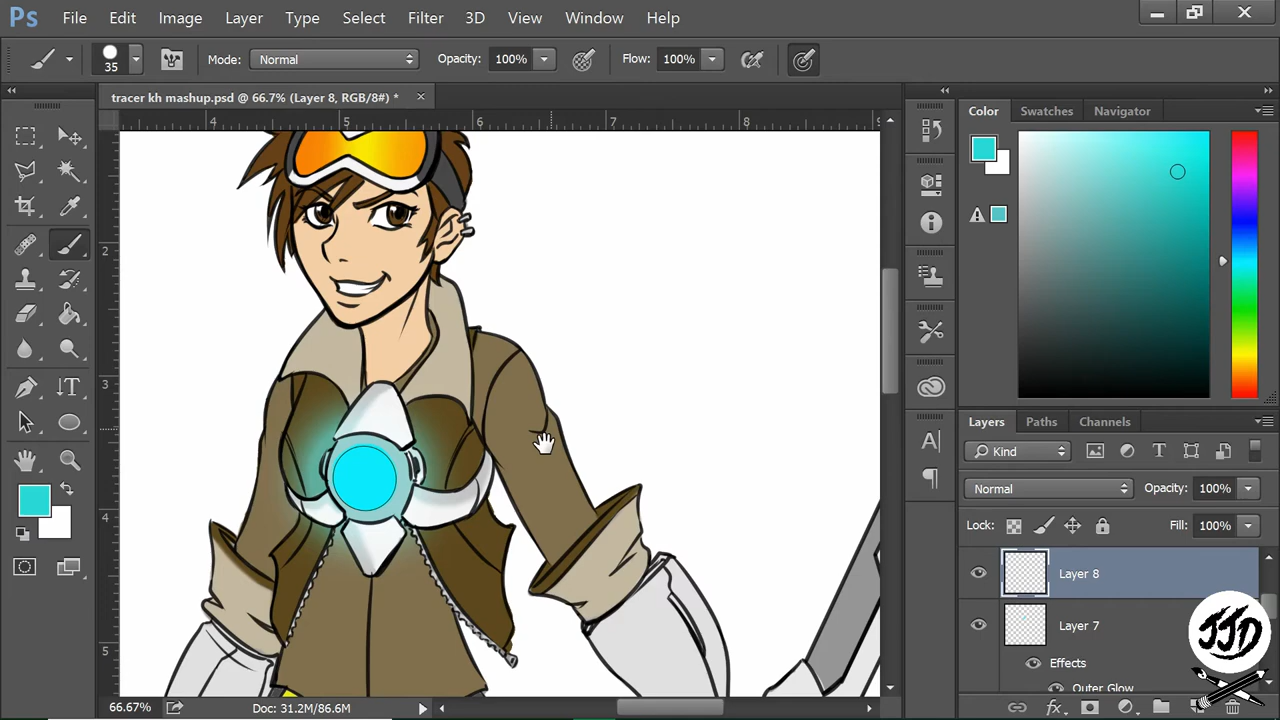 Ps File Edit Image Layer Type Select Filter 3D View Window Help
35 Mode: Normal Opacity: 100% Flow: 100%
tracer kh mashup.psd @ 66.7% (Layer 8, RGB/8#) *
4 5 6 7 8 9
2
3
4
5
Color Swatches Navigator
Layers Paths Channels
Kind
Normal Opacity: 100%
Lock: Fill: 100%
Layer 8
Layer 7
Effects
Outer Glow
JJD
66.67% Doc: 31.2M/86.6M